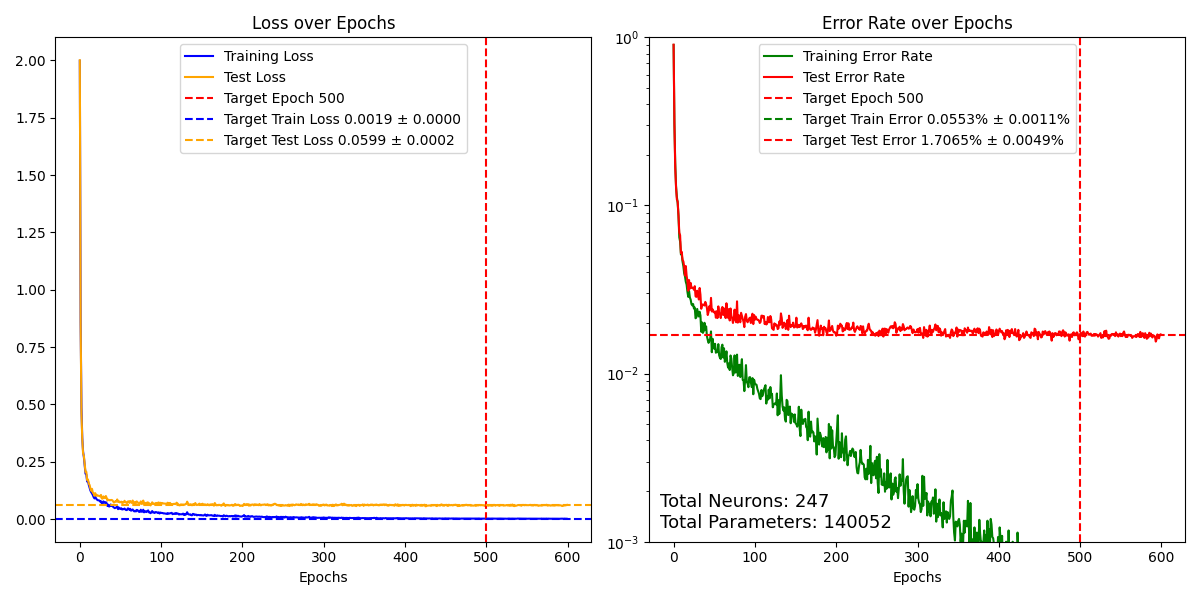 Loss over Epochs
Training Loss
Test Loss
Target Epoch 500
Target Train Loss 0.0019 ± 0.0000
Target Test Loss 0.0599 ± 0.0002
2.00
1.75
1.50
1.25
1.00
0.75
0.50
0.25
0.00
0 100 200 300 400 500 600
Epochs
Error Rate over Epochs
Training Error Rate
Test Error Rate
Target Epoch 500
Target Train Error 0.0553% ± 0.0011%
Target Test Error 1.7065% ± 0.0049%
10⁰
10⁻¹
10⁻²
10⁻³
Total Neurons: 247
Total Parameters: 140052
0 100 200 300 400 500 600
Epochs